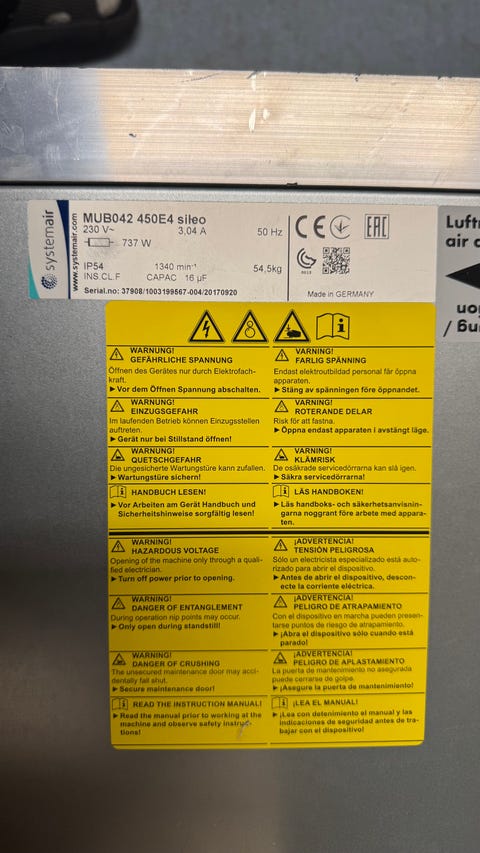 systemair
www.systemair.com
MUB042 450E4 sileo
230 V~ 3,04 A 50 Hz
737 W
IP54 1340 min⁻¹ 54,5kg
INS.CL.F CAPAC 16 µF
Serial.no: 37908/1003199567-004/20170920
CE EAC
Made in GERMANY
Luftr
air d
WARNUNG!
GEFÄHRLICHE SPANNUNG
Öffnen des Gerätes nur durch Elektrofach-
kraft.
►Vor dem Öffnen Spannung abschalten.
VARNING!
FARLIG SPÄNNING
Endast elektroutbildad personal får öppna
apparaten.
►Stäng av spänningen före öppnandet.
WARNUNG!
EINZUGSGEFAHR
Im laufenden Betrieb können Einzugsstellen
auftreten.
►Gerät nur bei Stillstand öffnen!
VARNING!
ROTERANDE DELAR
Risk för att fastna.
►Öppna endast apparaten i avstängt läge.
WARNUNG!
QUETSCHGEFAHR
Die ungesicherte Wartungstüre kann zufallen.
►Wartungstüre sichern!
VARNING!
KLÄMRISK
De osäkrade servicedörrarna kan slå igen.
►Säkra servicedörrarna!
HANDBUCH LESEN!
►Vor Arbeiten am Gerät Handbuch und
Sicherheitshinweise sorgfältig lesen!
LÄS HANDBOKEN!
►Läs handboks- och säkerhetsanvisnin-
garna noggrant före arbete med appara-
ten.
WARNING!
HAZARDOUS VOLTAGE
Opening of the machine only through a quali-
fied electrician.
►Turn off power prior to opening.
¡ADVERTENCIA!
TENSIÓN PELIGROSA
Sólo un electricista especializado está auto-
rizado para abrir el dispositivo.
►Antes de abrir el dispositivo, descon-
ecte la corriente eléctrica.
WARNING!
DANGER OF ENTANGLEMENT
During operation nip points may occur.
►Only open during standstill!
¡ADVERTENCIA!
PELIGRO DE ATRAPAMIENTO
Con el dispositivo en marcha pueden presen-
tarse puntos de riesgo de atrapamiento.
►¡Abra el dispositivo sólo cuando está
parado!
WARNING!
DANGER OF CRUSHING
The unsecured maintenance door may acci-
dentally fall shut.
►Secure maintenance door!
¡ADVERTENCIA!
PELIGRO DE APLASTAMIENTO
La puerta de mantenimiento no asegurada
puede cerrarse de golpe.
►¡Asegure la puerta de mantenimiento!
READ THE INSTRUCTION MANUAL!
►Read the manual prior to working at the
machine and observe safety instruc-
tions!
¡LEA EL MANUAL!
►¡Lea con detenimiento el manual y las
indicaciones de seguridad antes de tra-
bajar con el dispositivo!